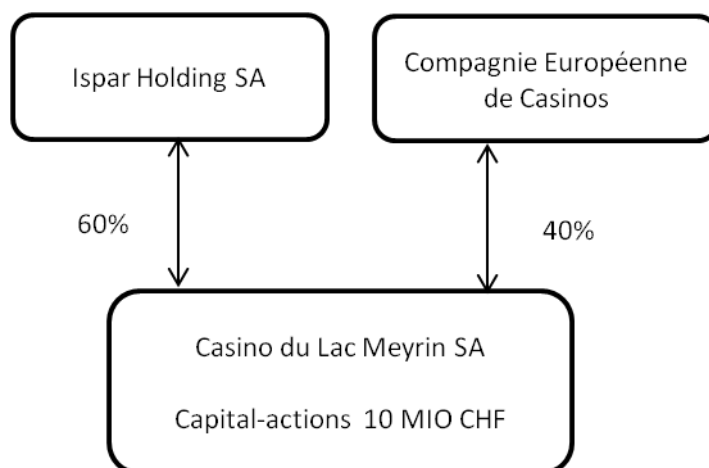 Ispar Holding SA
Compagnie Européenne
de Casinos
60%
40%
Casino du Lac Meyrin SA
Capital-actions 10 MIO CHF